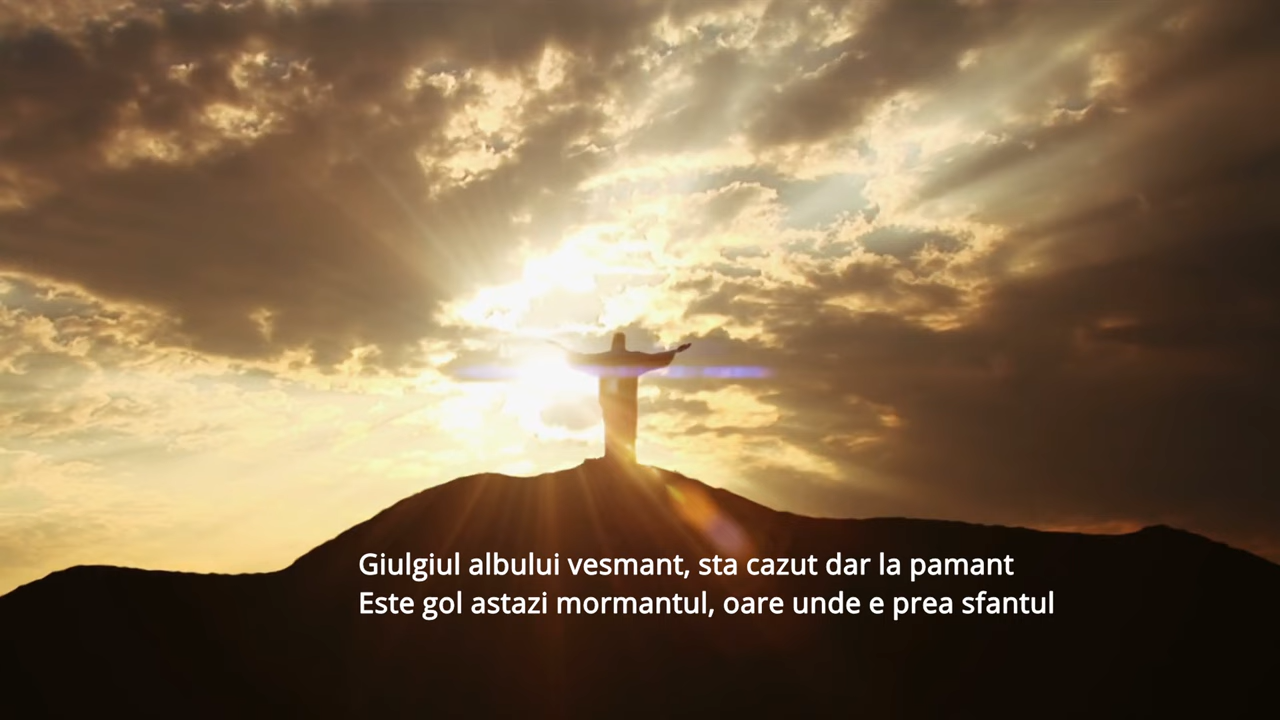 Giulgiul albului vesmant, sta cazut dar la pamant
Este gol astazi mormantul, oare unde e prea sfantul